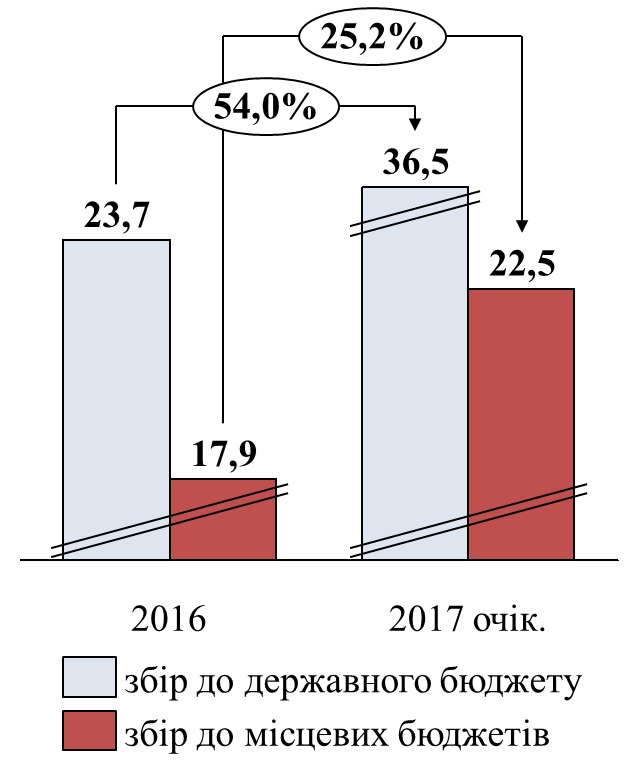 25,2%
54,0%
36,5
23,7
22,5
17,9
2016
2017 очік.
збір до державного бюджету
збір до місцевих бюджетів